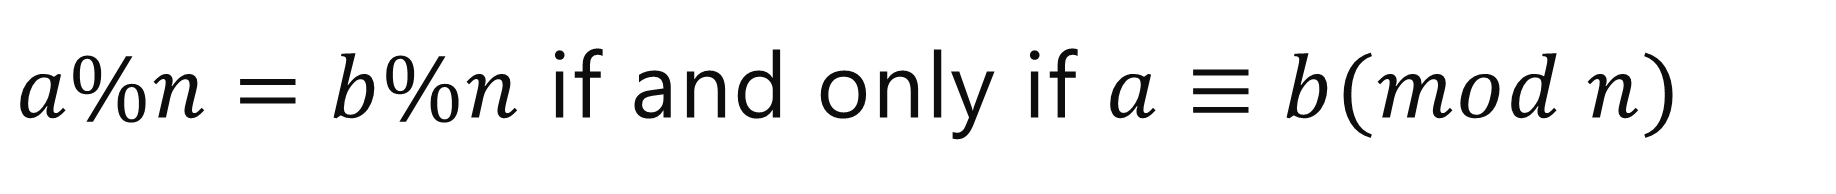 a%n = b%n if and only if a ≡ b(mod n)